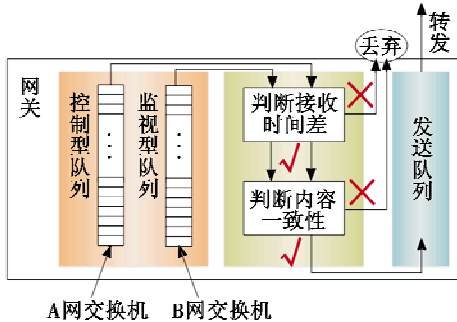 转发
丢弃
网关
控制型队列
监视型队列
判断接收
时间差
判断内容
一致性
发送队列
A网交换机
B网交换机